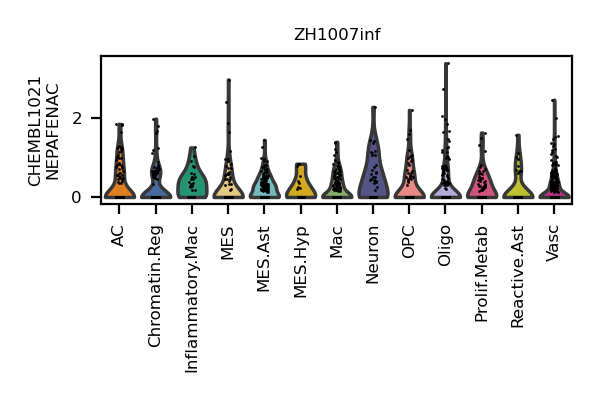 ZH1007inf
CHEMBL1021
NEPAFENAC
2
0
AC
Chromatin.Reg
Inflammatory.Mac
MES
MES.Ast
MES.Hyp
Mac
Neuron
OPC
Oligo
Prolif.Metab
Reactive.Ast
Vasc